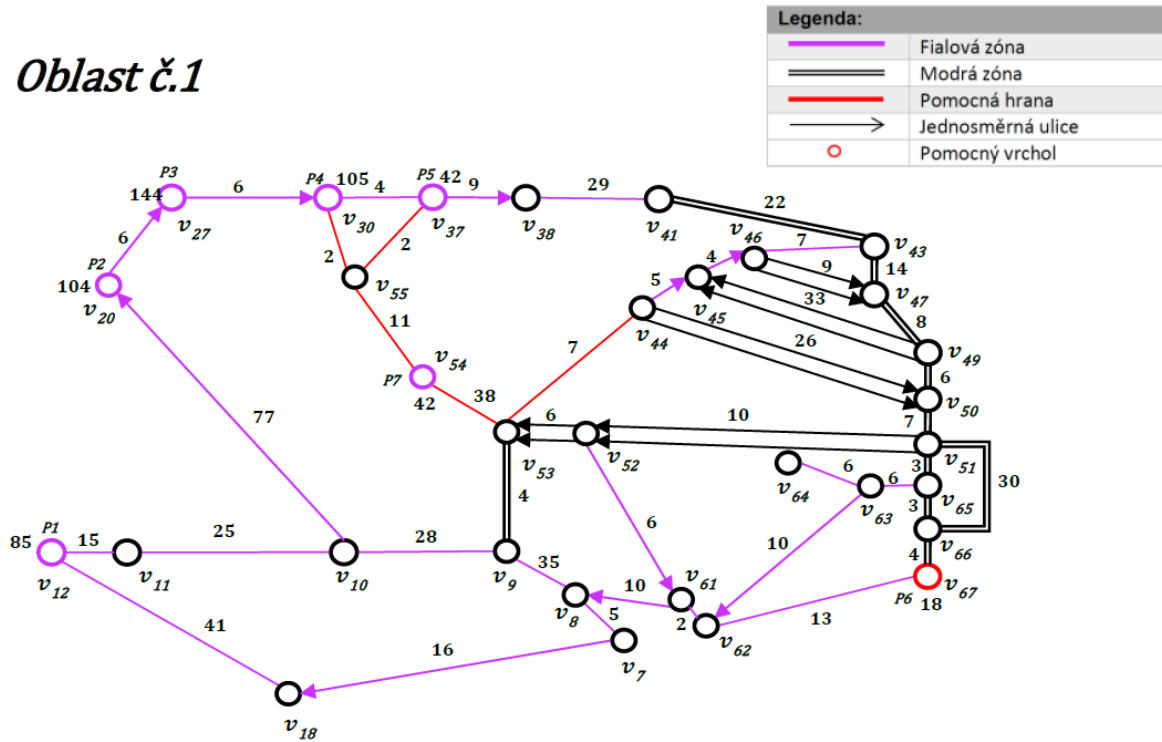 Legenda:
Fialová zóna
Modrá zóna
Pomocná hrana
Jednosměrná ulice
Pomocný vrchol
Oblast č.1
P3 P4 105 P5 42 29
144 6 4 9 22
v27 v30 v37 v38 v41 v46 7 v43
6 2 2 4 9 14
P2 5 33 v47
104 v55 v45 8
v20 11 v44 26 v49
7 6
v54 v50
P7 38 7
42 6 10
77 v53 v52 v51
6 6 3 30
v64 v63 v65
4 3
P1 6 10 v66
85 15 25 28 4
v12 v11 v10 v9 35 v61 v67
10 P6 18
v8 5 2 13
41 v62
16 v7
v18